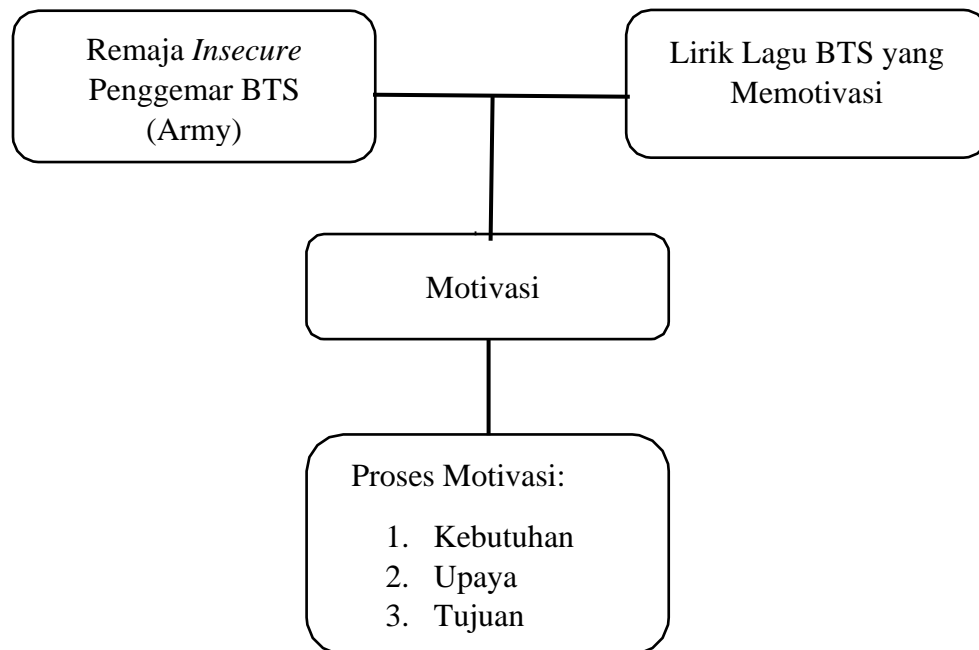 Remaja Insecure
Penggemar BTS
(Army)
Lirik Lagu BTS yang
Memotivasi
Motivasi
Proses Motivasi:
1. Kebutuhan
2. Upaya
3. Tujuan